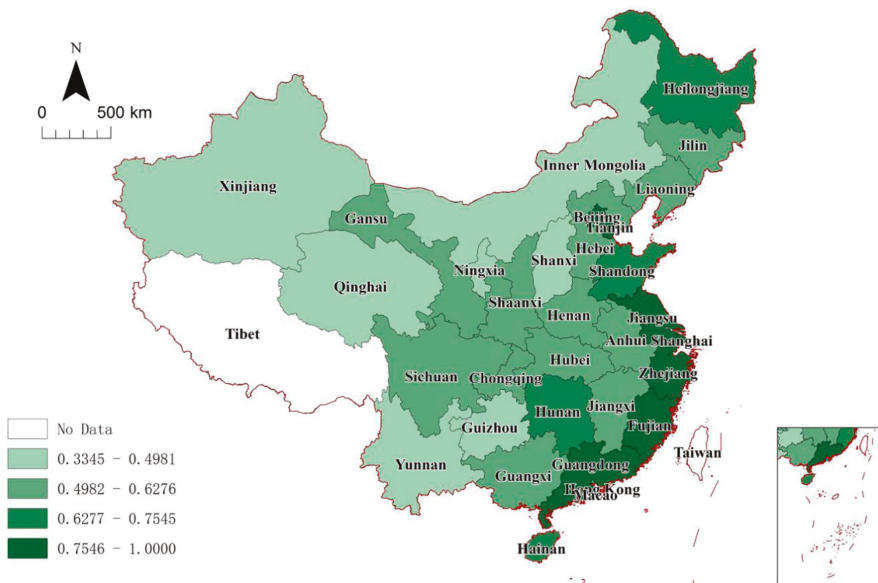 N
0 500 km
Heilongjiang
Jilin
Inner Mongolia
Liaoning
Xinjiang
Gansu
Beijing
Tianjin
Hebei
Shanxi
Ningxia
Shandong
Qinghai
Shaanxi
Henan
Jiangsu
Tibet
Anhui Shanghai
Hubei
Sichuan Chongqing
Zhejiang
Hunan
Jiangxi
Guizhou
Fujian
Yunnan
Guangdong
Guangxi
Taiwan
Hong Kong
Macao
Hainan
No Data
0.3345 - 0.4981
0.4982 - 0.6276
0.6277 - 0.7545
0.7546 - 1.0000